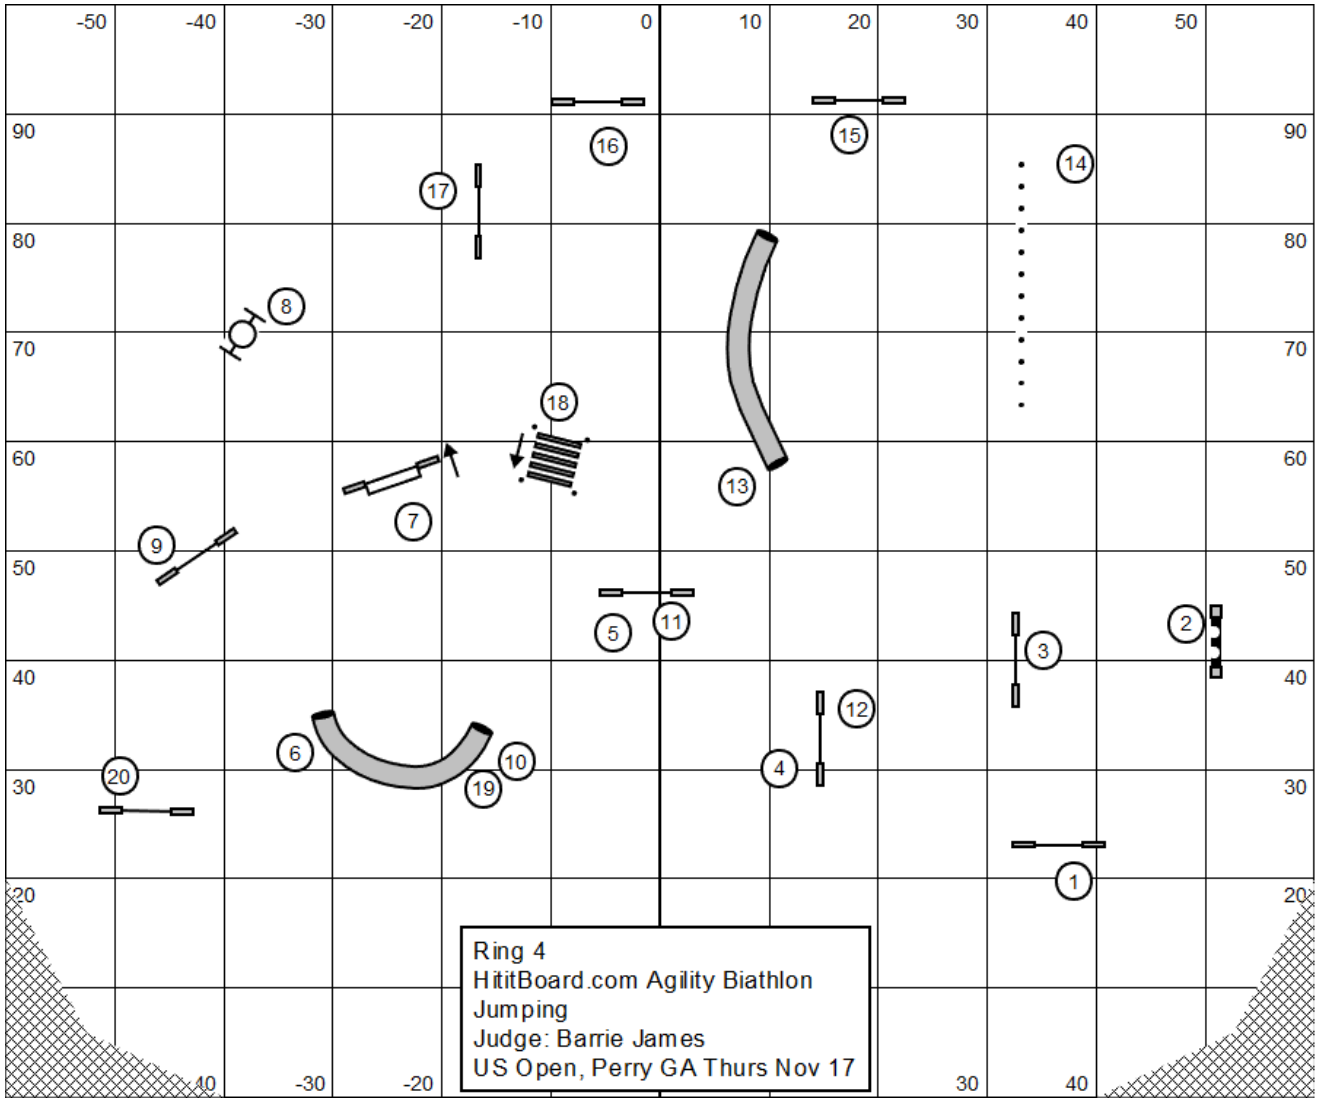 -50 -40 -30 -20 -10 0 10 20 30 40 50
90 16 15 90
14
17
80 80
8
70 70
18
60 60
13
7
9
50 50
5 11 2
3
40 40
12
6 10 4
20 19
30 30
1
20 20
Ring 4
HititBoard.com Agility Biathlon
Jumping
Judge: Barrie James
US Open, Perry GA Thurs Nov 17
40 -30 -20 30 40